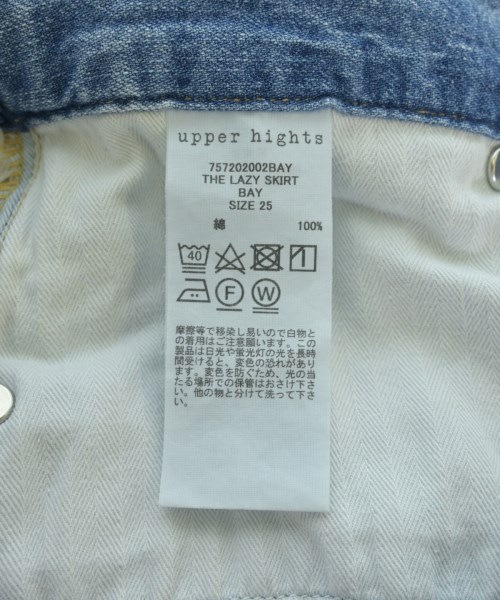 upper hights
757202002BAY
THE LAZY SKIRT
BAY
SIZE 25
綿 100%
40
F
W
摩擦等で移染し易いので白物と
の着用はご注意願います。この
製品は日光や蛍光灯の光を長時
間受けると、変色の恐れがあり
ます。変色を防ぐため、光の当
たる場所での保管はおさけ下さ
い。他の物と分けて洗って下さ
い。